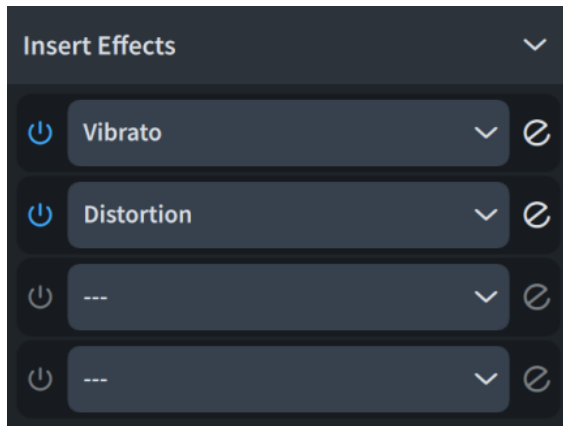 Insert Effects
Vibrato
Distortion
---
---